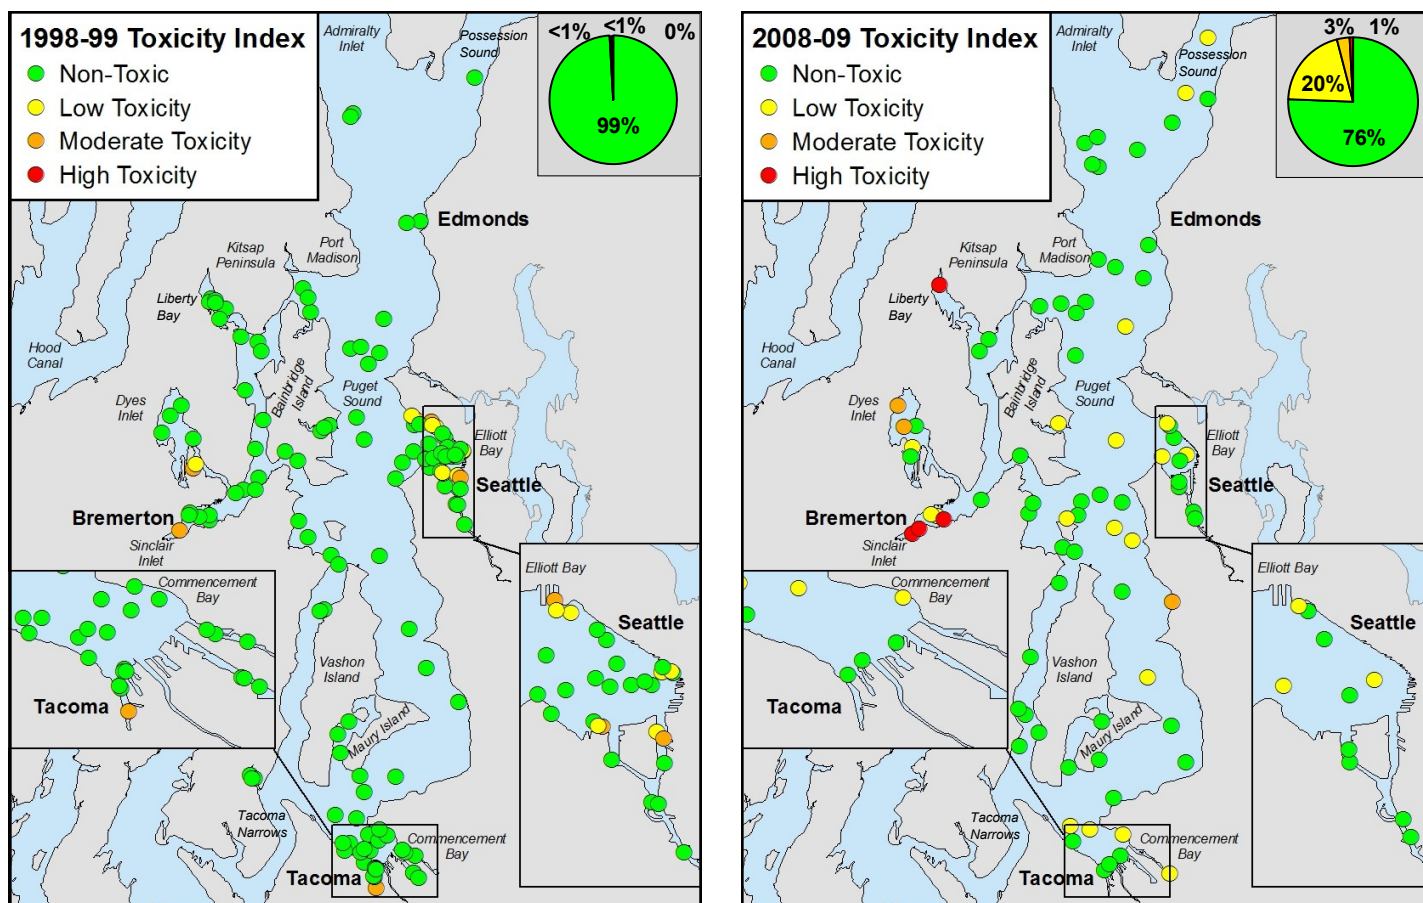 1998-99 Toxicity Index
Non-Toxic
Low Toxicity
Moderate Toxicity
High Toxicity
Admiralty
Inlet
Possession
Sound
<1%
<1%
0%
99%
Edmonds
Kitsap
Peninsula
Port
Madison
Liberty
Bay
Hood
Canal
Bainbridge
Island
Dyes
Inlet
Puget
Sound
Elliott
Bay
Seattle
Bremerton
Sinclair
Inlet
Elliott Bay
Seattle
Commencement
Bay
Tacoma
Vashon
Island
Maury Island
Tacoma
Narrows
Commencement
Bay
Tacoma
2008-09 Toxicity Index
Non-Toxic
Low Toxicity
Moderate Toxicity
High Toxicity
Admiralty
Inlet
Possession
Sound
3%
1%
20%
76%
Edmonds
Kitsap
Peninsula
Port
Madison
Liberty
Bay
Hood
Canal
Bainbridge
Island
Dyes
Inlet
Puget
Sound
Elliott
Bay
Seattle
Bremerton
Sinclair
Inlet
Elliott Bay
Seattle
Commencement
Bay
Tacoma
Vashon
Island
Maury Island
Tacoma
Narrows
Commencement
Bay
Tacoma